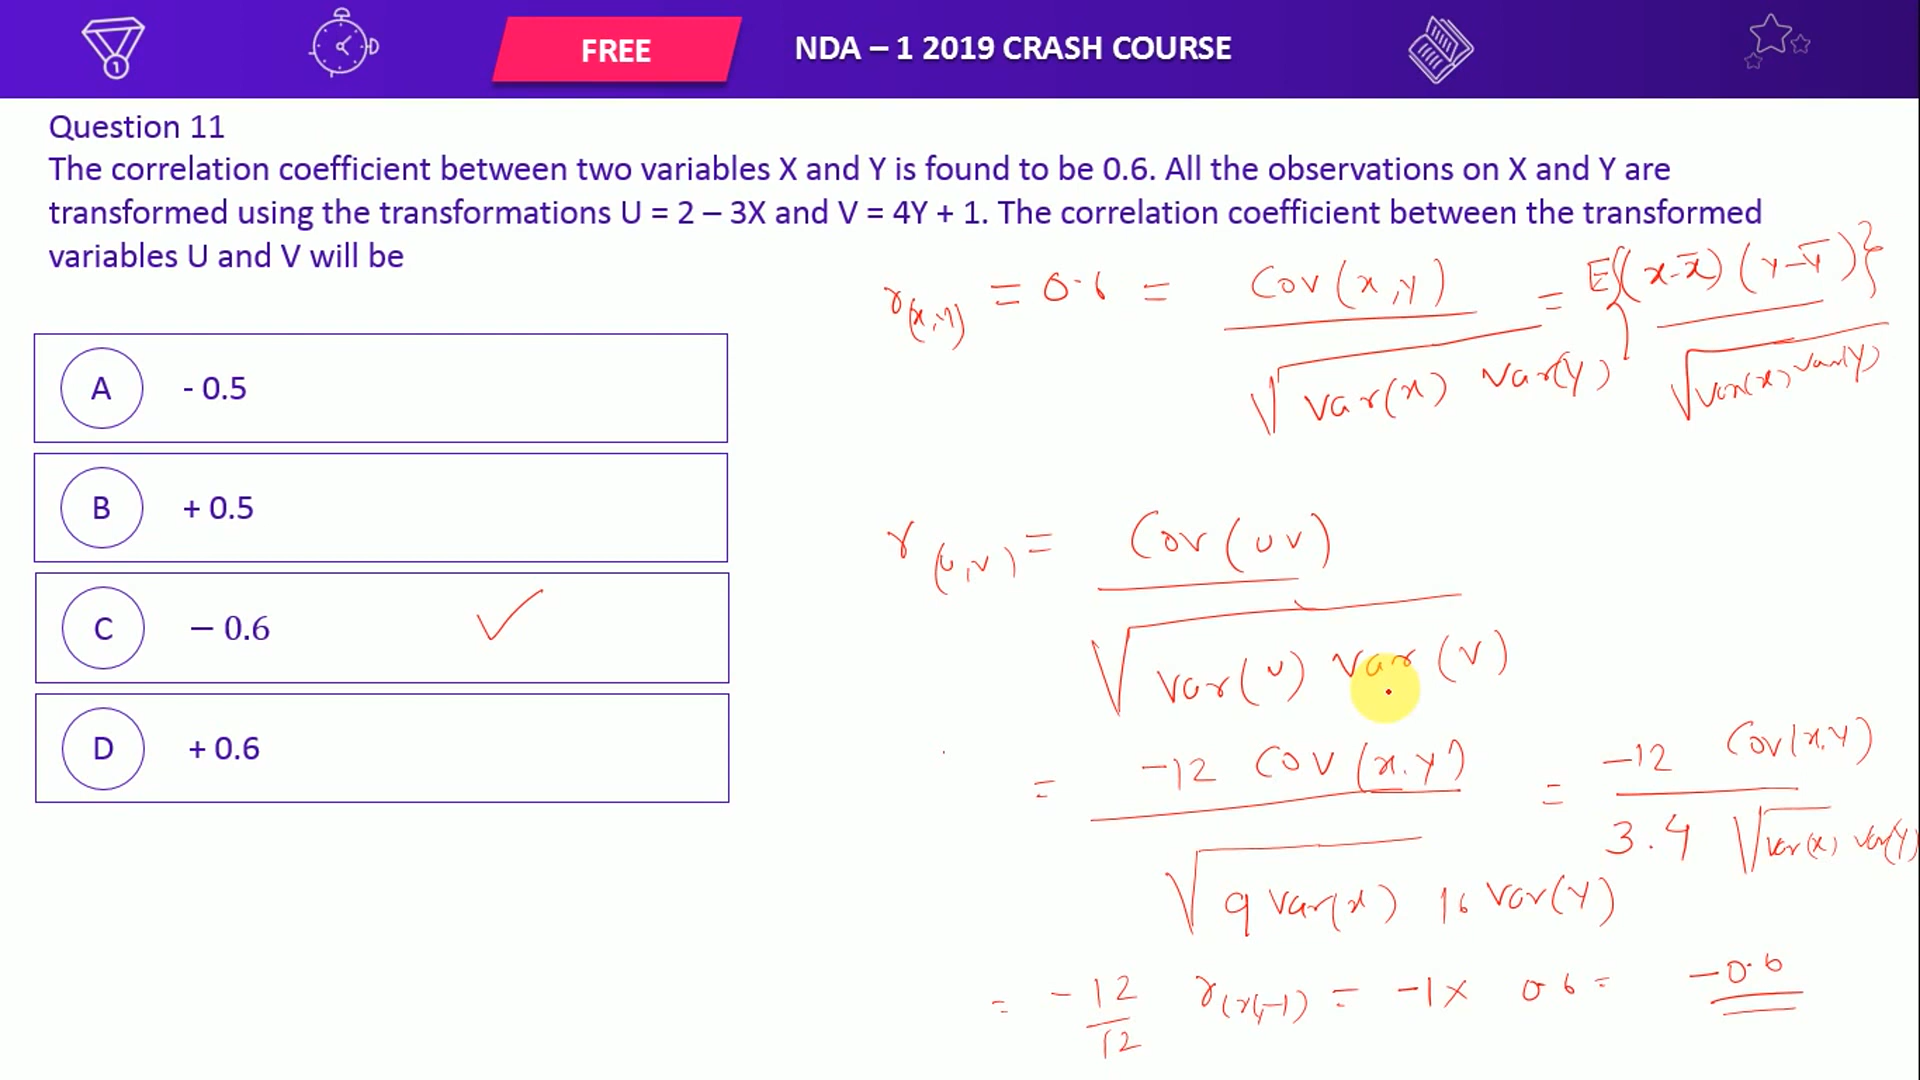 FREE
NDA – 1 2019 CRASH COURSE
1
Question 11
The correlation coefficient between two variables X and Y is found to be 0.6. All the observations on X and Y are
transformed using the transformations U = 2 – 3X and V = 4Y + 1. The correlation coefficient between the transformed
variables U and V will be
A - 0.5
B + 0.5
C – 0.6
D + 0.6
r(x,y) = 0.6 = Cov(x,y) = E{(x-x̄)(y-ȳ)}
√var(x) var(y) √var(x) var(y)
r(u,v) = Cov(uv)
√var(u) var(v)
= -12 Cov(x.y) = -12 Cov(x.y)
√9 var(x) 16 var(y) 3.4 √var(x) var(y)
= -12 = -1x 0 6 = -0.6
12